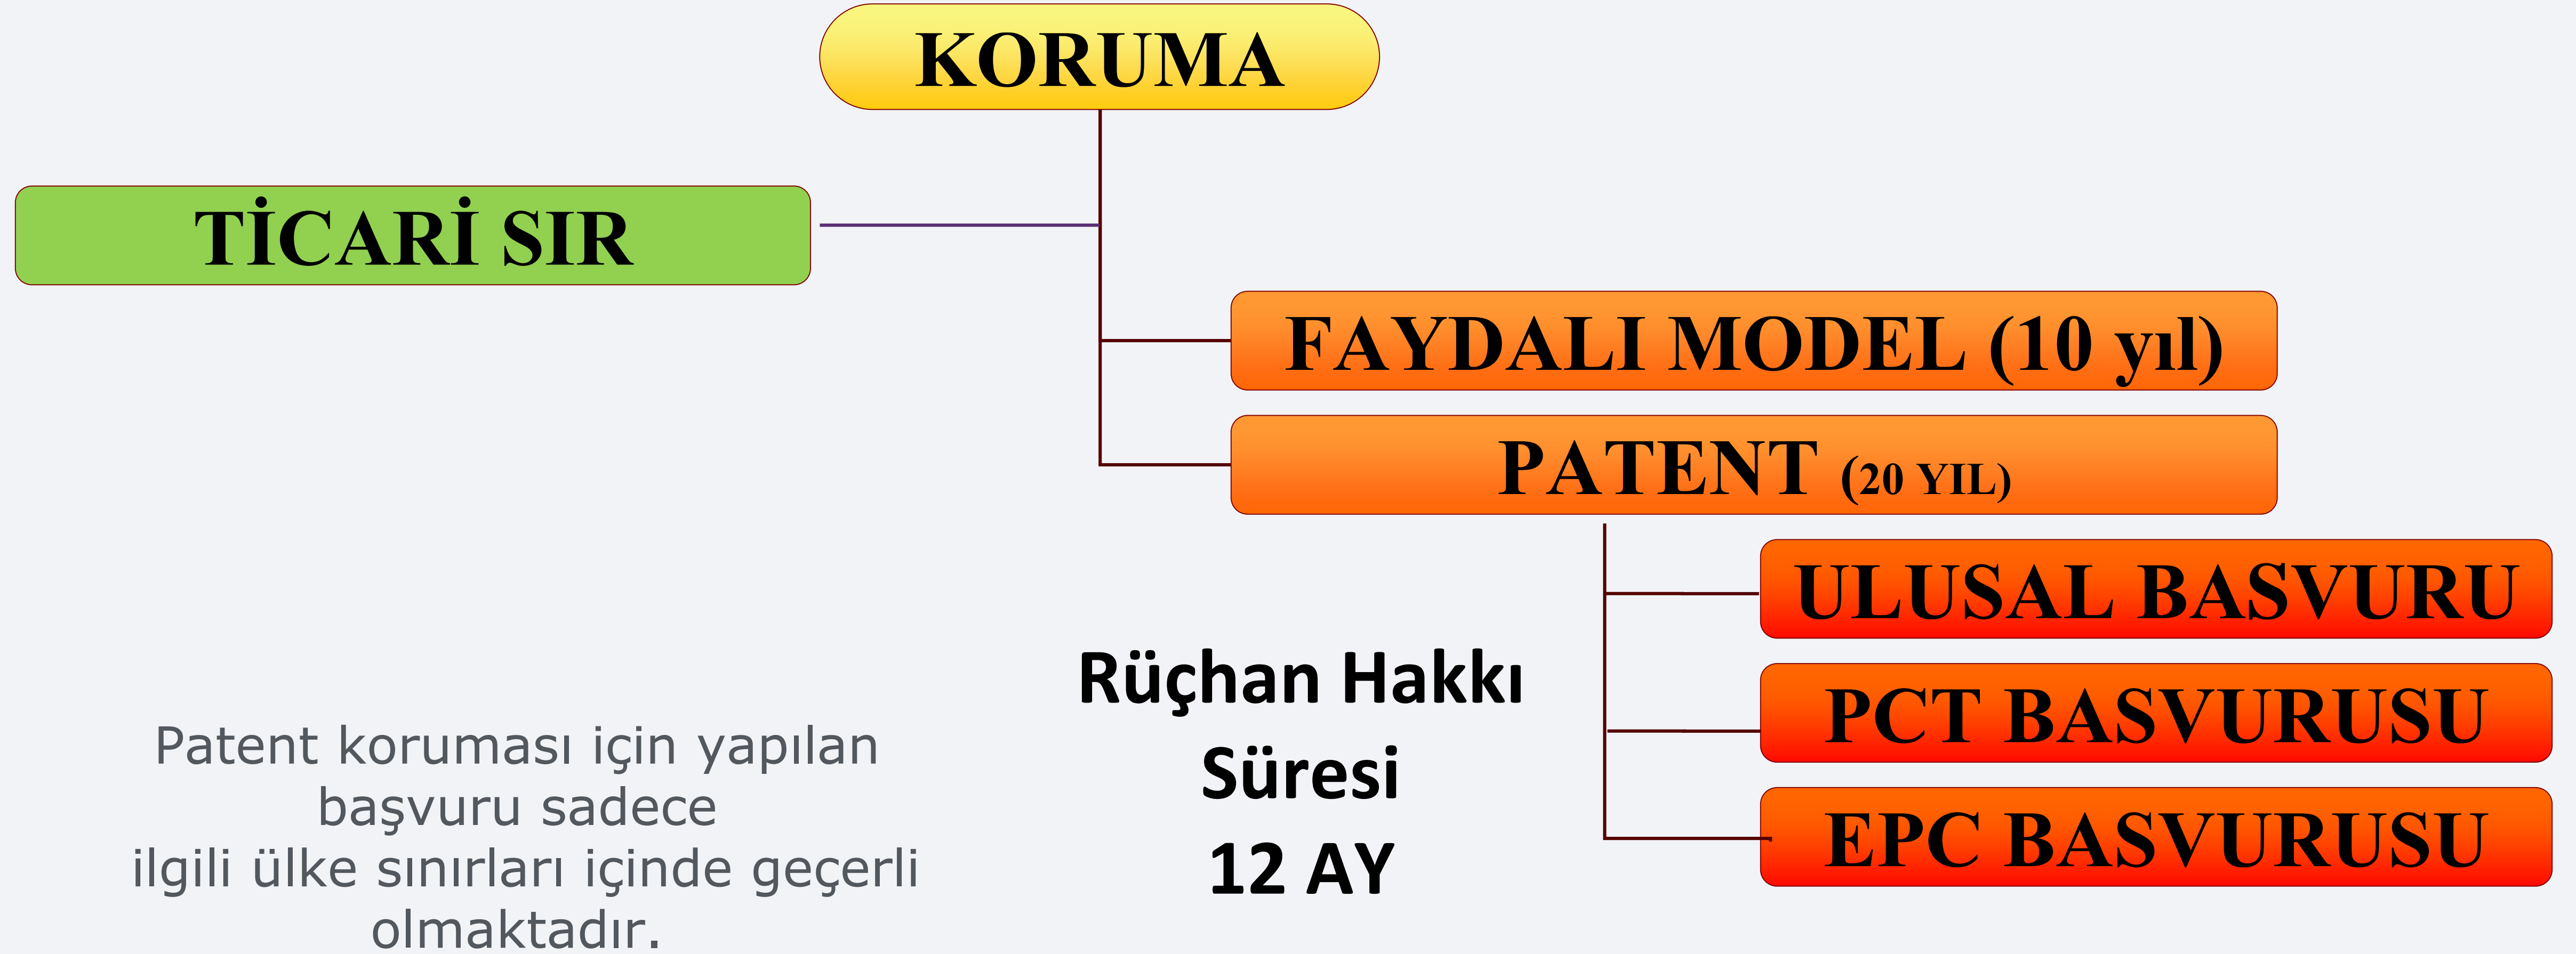 KORUMA
TİCARİ SIR
FAYDALI MODEL (10 yıl)
PATENT (20 YIL)
ULUSAL BASVURU
PCT BASVURUSU
EPC BASVURUSU
Rüçhan Hakkı
Süresi
12 AY
Patent koruması için yapılan
başvuru sadece
ilgili ülke sınırları içinde geçerli
olmaktadır.